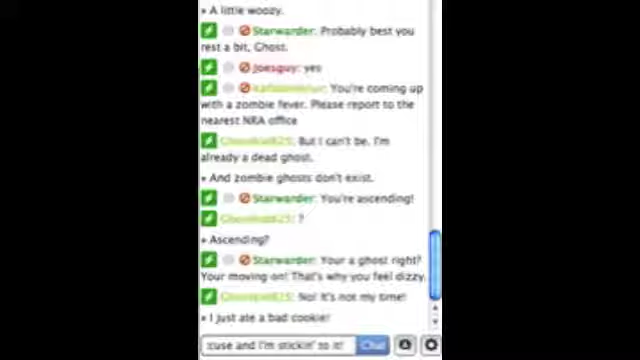 » A little woozy.
Starwarder: Probably best you
rest a bit, Ghost.
Joesguy: yes
You're coming up
with a zombie fever. Please report to the
nearest NRA office
But I can't be. I'm
already a dead ghost.
» And zombie ghosts don't exist.
Starwarder: You're ascending!
?
» Ascending?
Starwarder: Your a ghost right?
Your moving on! That's why you feel dizzy.
No! It's not my time!
» I just ate a bad cookie!
cuse and I'm stickin' to it! Chat